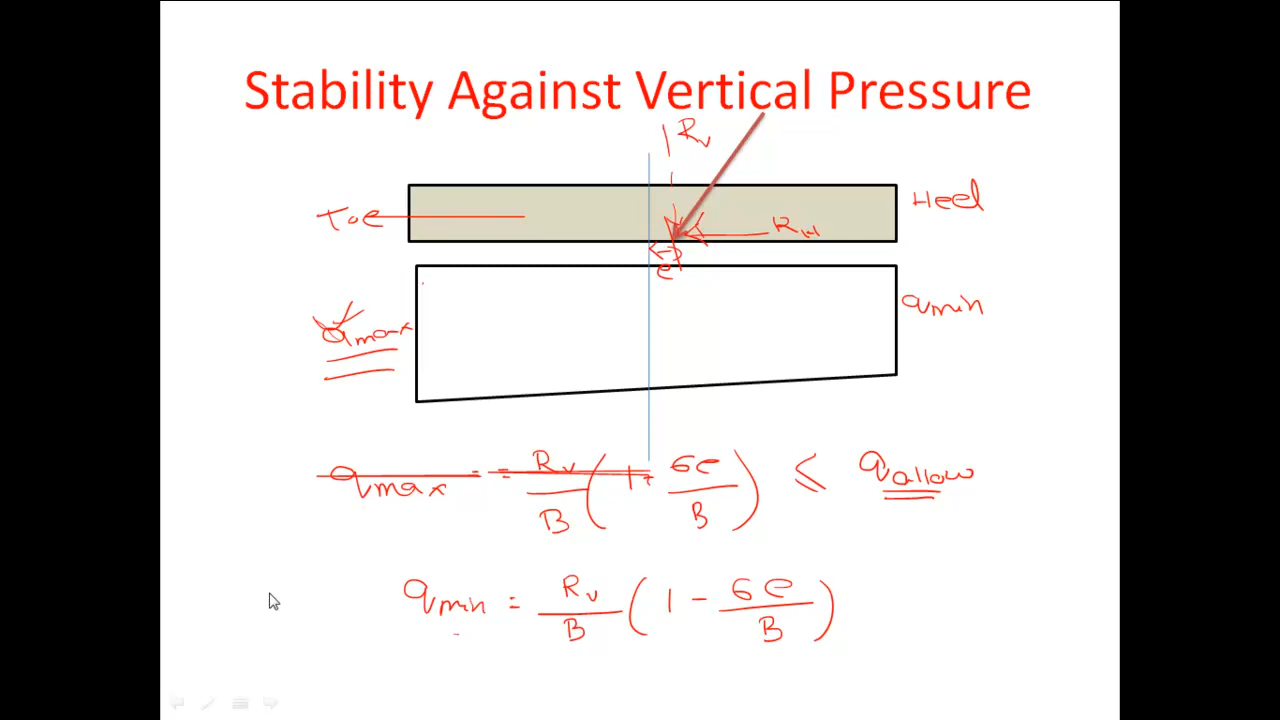 Stability Against Vertical Pressure
Rv
Toe
Heel
RH
e
qmax
qmin
qmax = Rv/B (1 + 6e/B) ≤ qallow
qmin = Rv/B (1 - 6e/B)